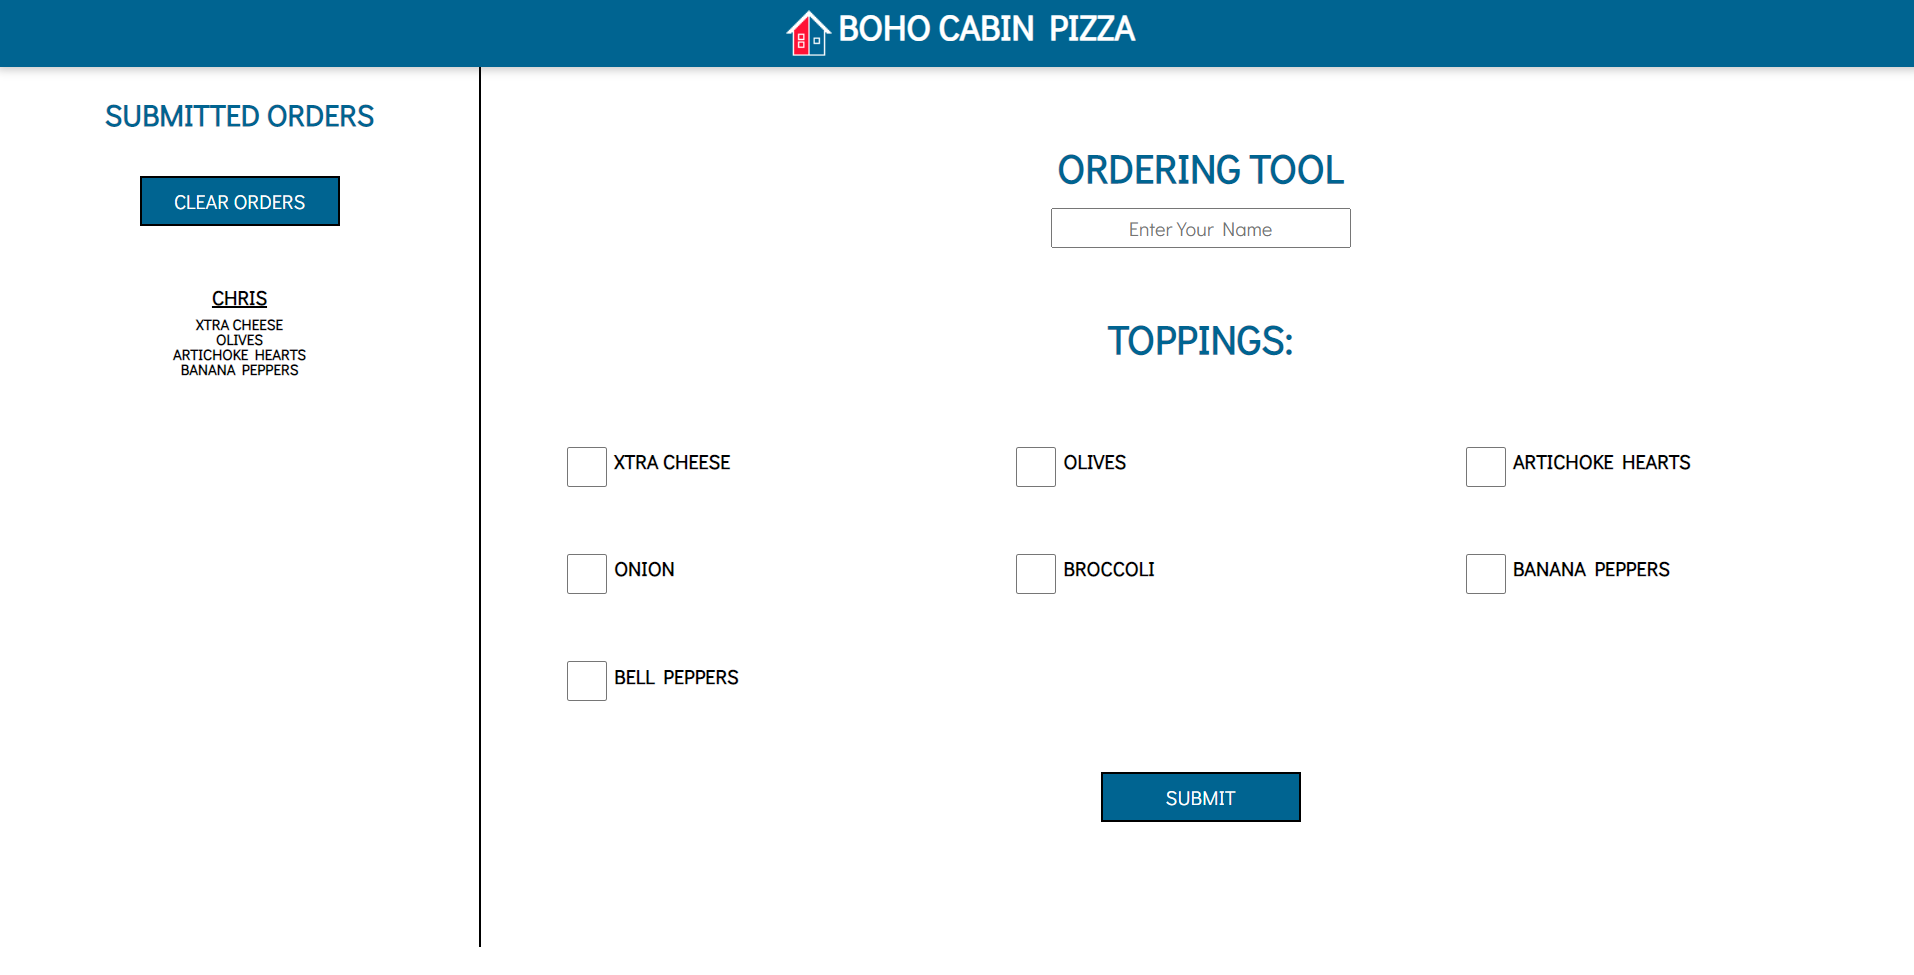 BOHO CABIN PIZZA
SUBMITTED ORDERS
CLEAR ORDERS
CHRIS
XTRA CHEESE
OLIVES
ARTICHOKE HEARTS
BANANA PEPPERS
ORDERING TOOL
Enter Your Name
TOPPINGS:
XTRA CHEESE
OLIVES
ARTICHOKE HEARTS
ONION
BROCCOLI
BANANA PEPPERS
BELL PEPPERS
SUBMIT